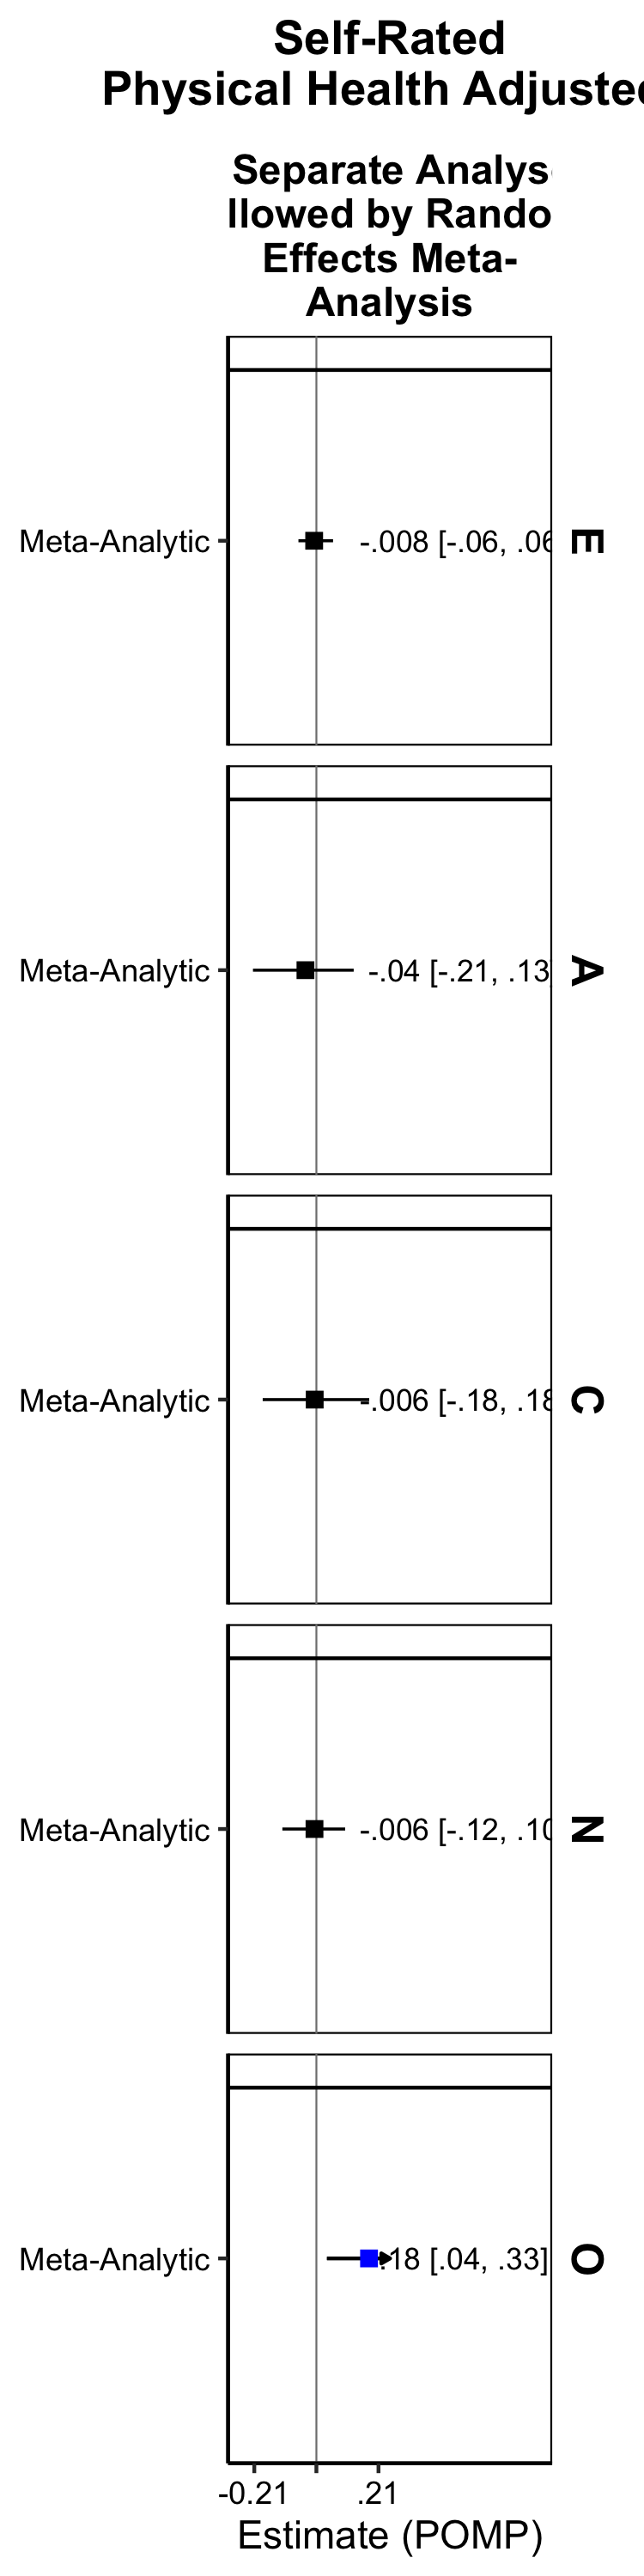 Self-Rated
Physical Health Adjusted
Separate Analys
llowed by Rando
Effects Meta-
Analysis
Meta-Analytic -.008 [-.06, .06 E
Meta-Analytic -.04 [-.21, .13] A
Meta-Analytic -.006 [-.18, .18 C
Meta-Analytic -.006 [-.12, .10 N
Meta-Analytic .18 [.04, .33] O
-0.21 .21
Estimate (POMP)